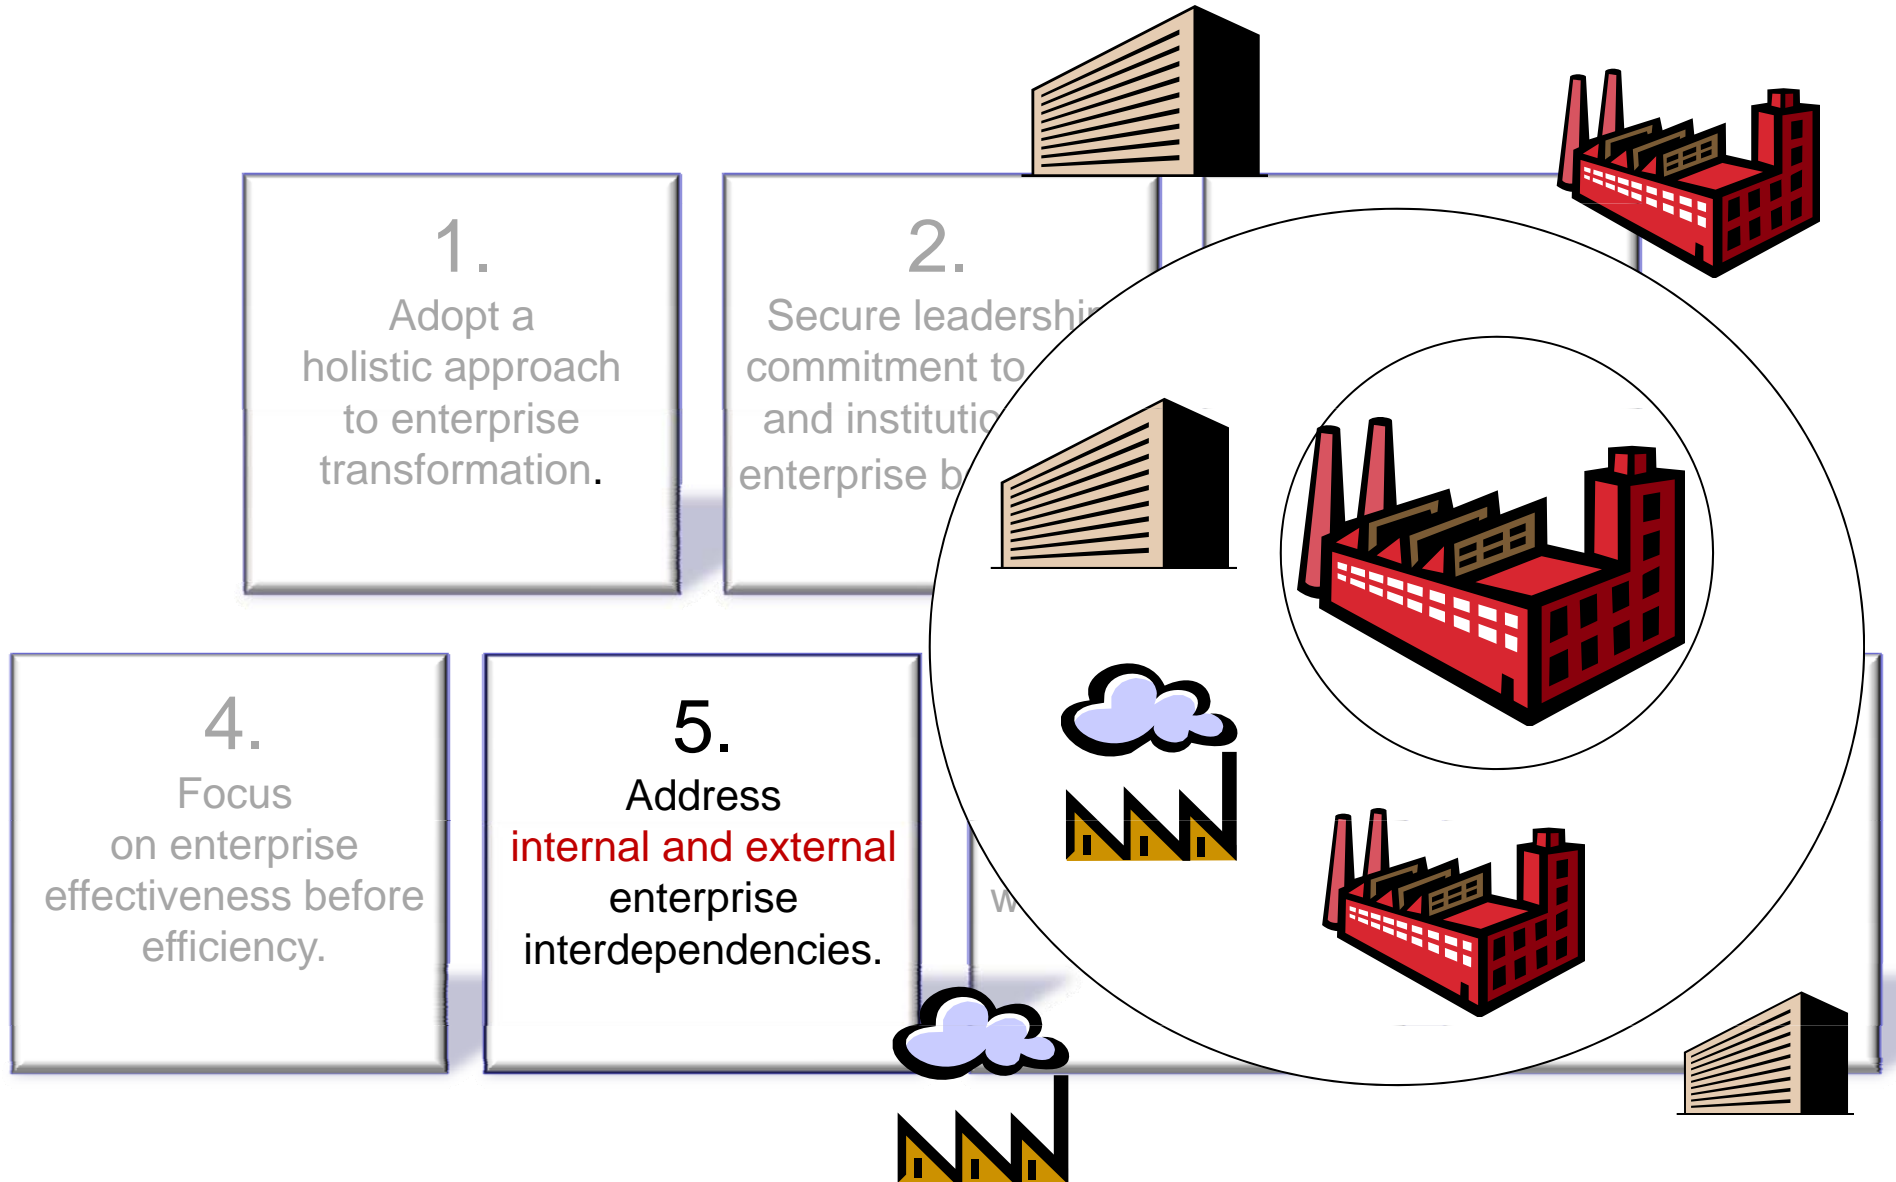 1.
Adopt a
holistic approach
to enterprise
transformation.
2.
Secure leadership
commitment to
and institutio
enterprise b
4.
Focus
on enterprise
effectiveness before
efficiency.
5.
Address
internal and external
enterprise
interdependencies.
w